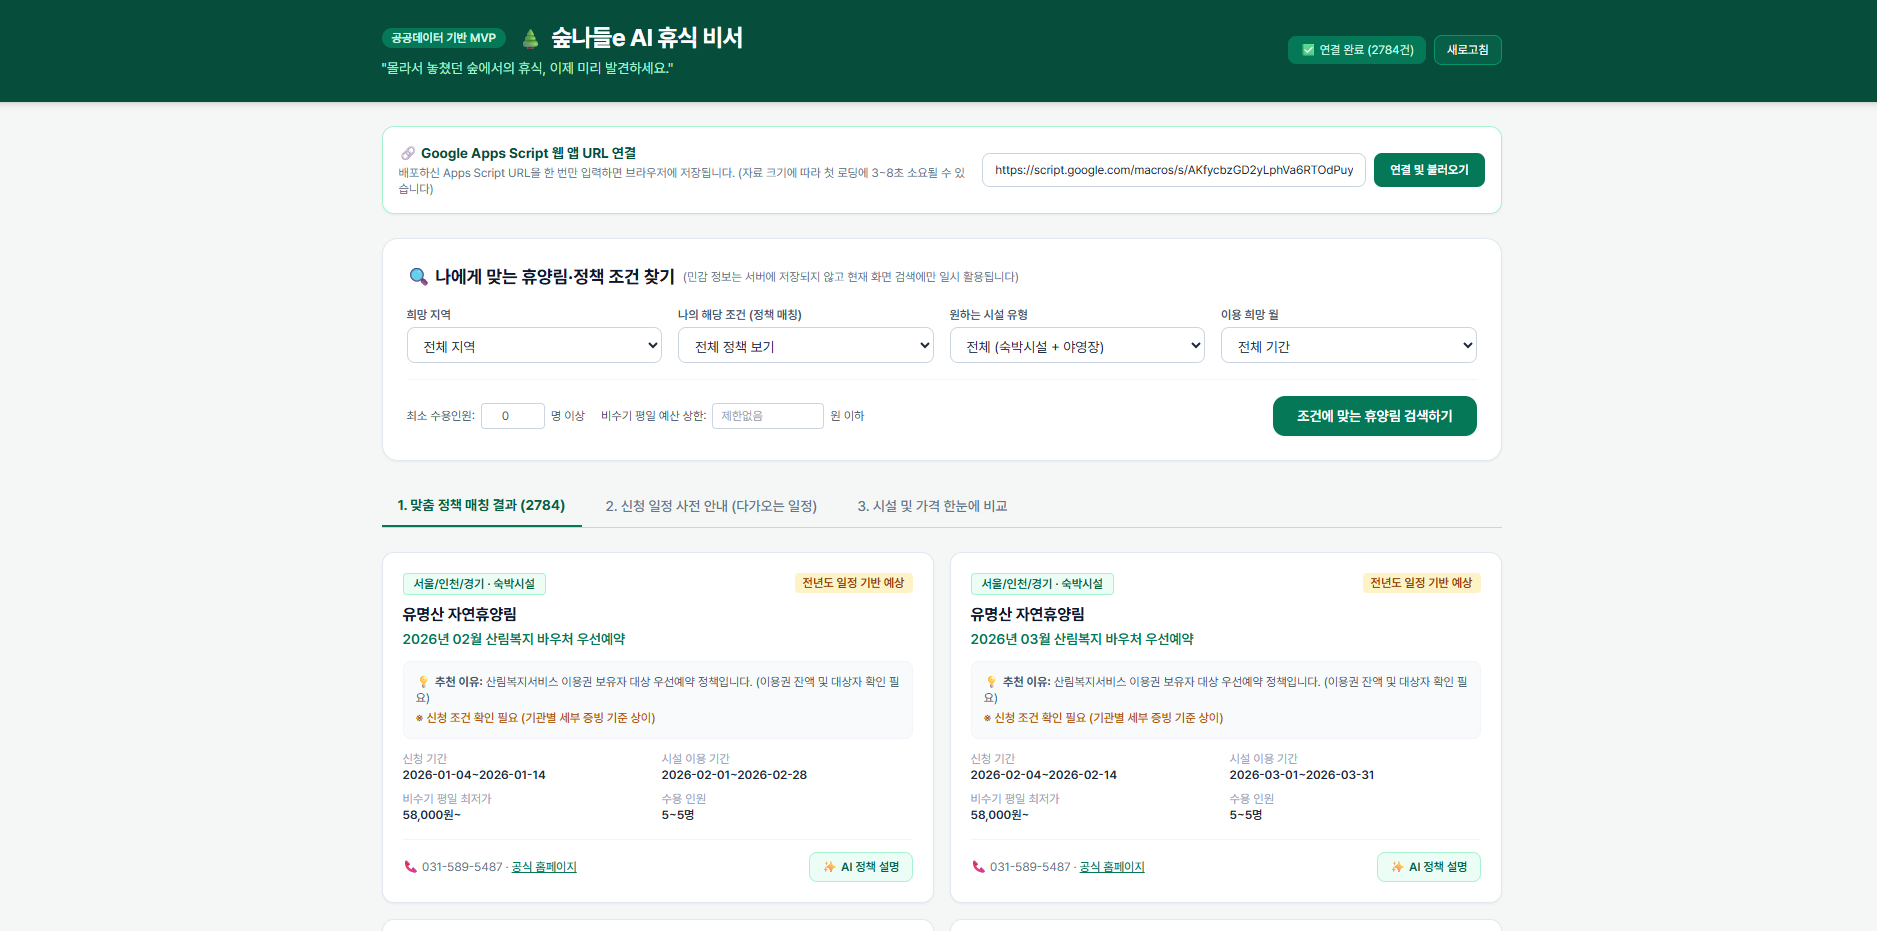 공공데이터 기반 MVP
숲나들e AI 휴식 비서
"몰라서 놓쳤던 숲에서의 휴식, 이제 미리 발견하세요."
연결 완료 (2784건)
새로고침
Google Apps Script 웹 앱 URL 연결
배포하신 Apps Script URL을 한 번만 입력하면 브라우저에 저장됩니다. (자료 크기에 따라 첫 로딩에 3~8초 소요될 수 있
습니다)
https://script.google.com/macros/s/AKfycbzGD2yLphVa6RTOdPuy
연결 및 불러오기
나에게 맞는 휴양림·정책 조건 찾기 (민감 정보는 서버에 저장되지 않고 현재 화면 검색에만 일시 활용됩니다)
희망 지역
나의 해당 조건 (정책 매칭)
원하는 시설 유형
이용 희망 월
전체 지역
전체 정책 보기
전체 (숙박시설 + 야영장)
전체 기간
최소 수용인원: 0 명 이상 비수기 평일 예산 상한: 제한없음 원 이하
조건에 맞는 휴양림 검색하기
1. 맞춤 정책 매칭 결과 (2784)
2. 신청 일정 사전 안내 (다가오는 일정)
3. 시설 및 가격 한눈에 비교
서울/인천/경기 · 숙박시설
전년도 일정 기반 예상
유명산 자연휴양림
2026년 02월 산림복지 바우처 우선예약
추천 이유: 산림복지서비스 이용권 보유자 대상 우선예약 정책입니다. (이용권 잔액 및 대상자 확인 필
요)
※ 신청 조건 확인 필요 (기관별 세부 증빙 기준 상이)
신청 기간
2026-01-04~2026-01-14
시설 이용 기간
2026-02-01~2026-02-28
비수기 평일 최저가
58,000원~
수용 인원
5~5명
031-589-5487 · 공식 홈페이지
AI 정책 설명
서울/인천/경기 · 숙박시설
전년도 일정 기반 예상
유명산 자연휴양림
2026년 03월 산림복지 바우처 우선예약
추천 이유: 산림복지서비스 이용권 보유자 대상 우선예약 정책입니다. (이용권 잔액 및 대상자 확인 필
요)
※ 신청 조건 확인 필요 (기관별 세부 증빙 기준 상이)
신청 기간
2026-02-04~2026-02-14
시설 이용 기간
2026-03-01~2026-03-31
비수기 평일 최저가
58,000원~
수용 인원
5~5명
031-589-5487 · 공식 홈페이지
AI 정책 설명